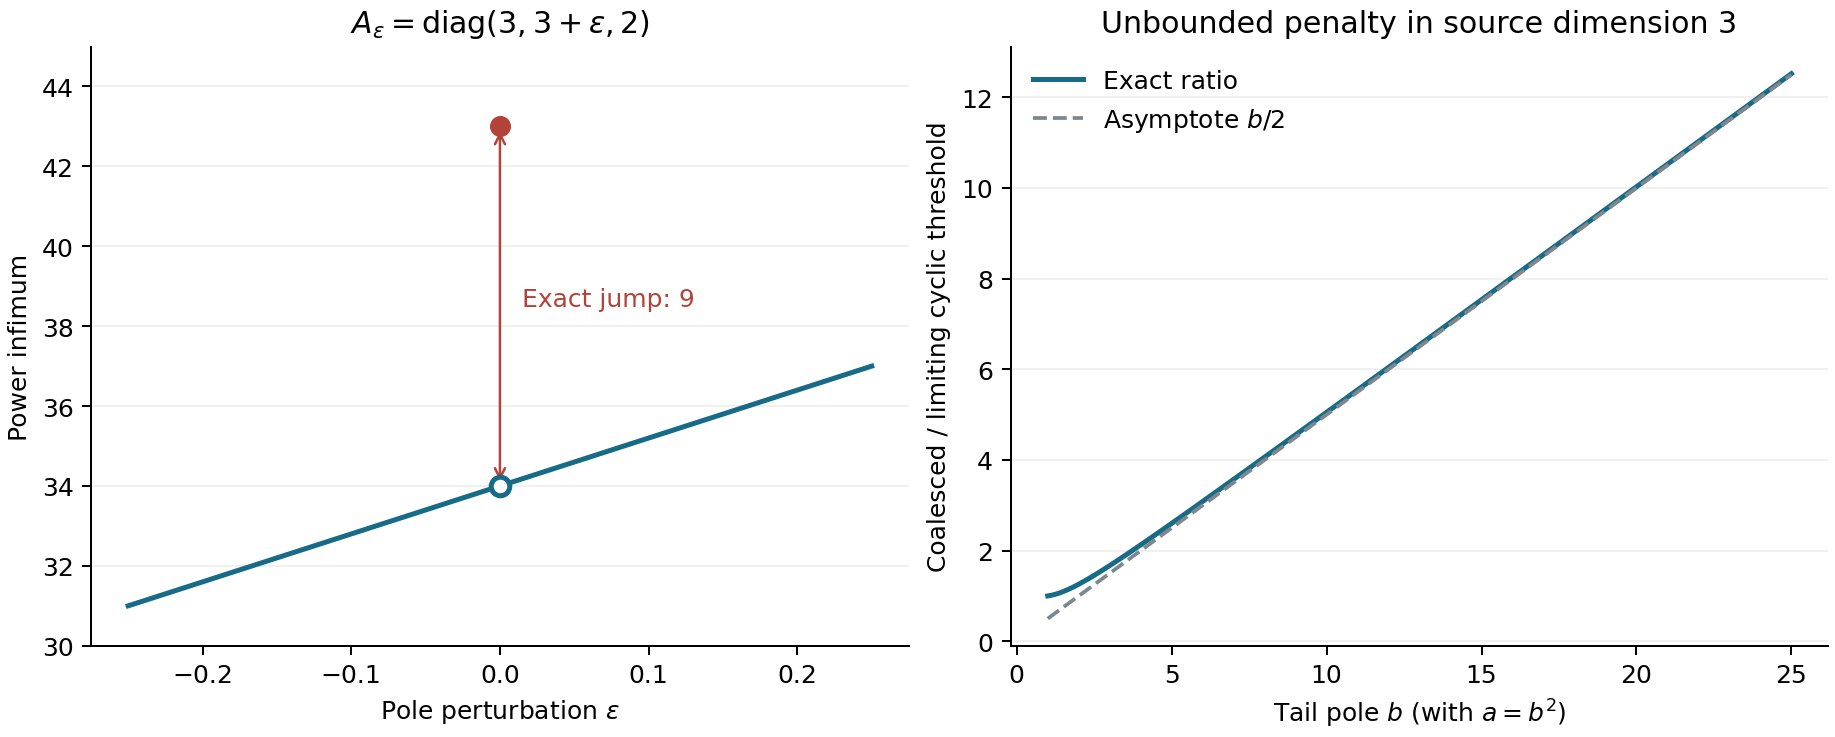 A_ε = diag(3, 3 + ε, 2)
44
42
40
38
36
34
32
30
Power infimum
Exact jump: 9
−0.2
−0.1
0.0
0.1
0.2
Pole perturbation ε
Unbounded penalty in source dimension 3
Exact ratio
Asymptote b/2
12
10
8
6
4
2
0
Coalesced / limiting cyclic threshold
0
5
10
15
20
25
Tail pole b (with a = b²)